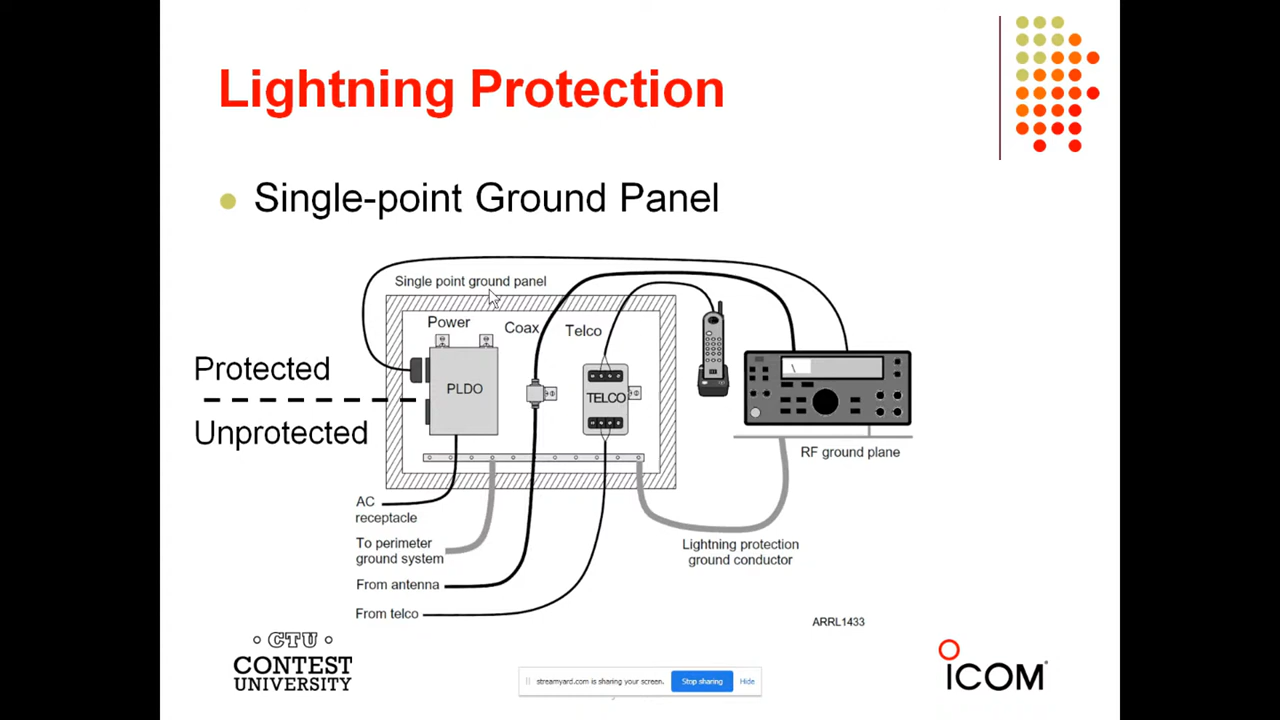 Lightning Protection
Single-point Ground Panel
Single point ground panel
Power
Coax
Telco
Protected
PLDO
TELCO
Unprotected
RF ground plane
AC
receptacle
To perimeter
ground system
Lightning protection
ground conductor
From antenna
From telco
ARRL1433
CTU
CONTEST
UNIVERSITY
streamyard.com is sharing your screen.
Stop sharing
Hide
ICOM